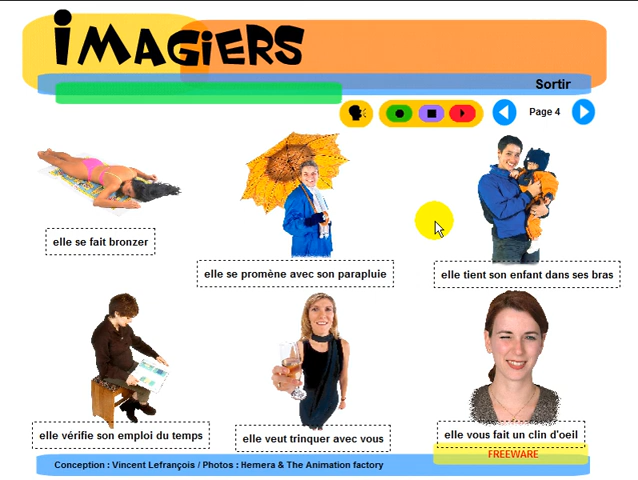 iMAGiERS
Sortir
Page 4
elle se fait bronzer
elle se promène avec son parapluie
elle tient son enfant dans ses bras
elle vérifie son emploi du temps
elle veut trinquer avec vous
elle vous fait un clin d'oeil
FREEWARE
Conception : Vincent Lefrançois / Photos : Hemera & The Animation factory